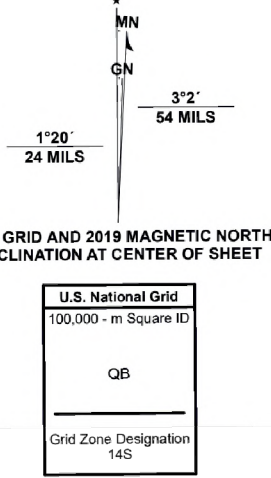 MN
GN
3°2´
54 MILS
1°20´
24 MILS
GRID AND 2019 MAGNETIC NORTH
CLINATION AT CENTER OF SHEET
U.S. National Grid
100,000 - m Square ID
QB
Grid Zone Designation
14S